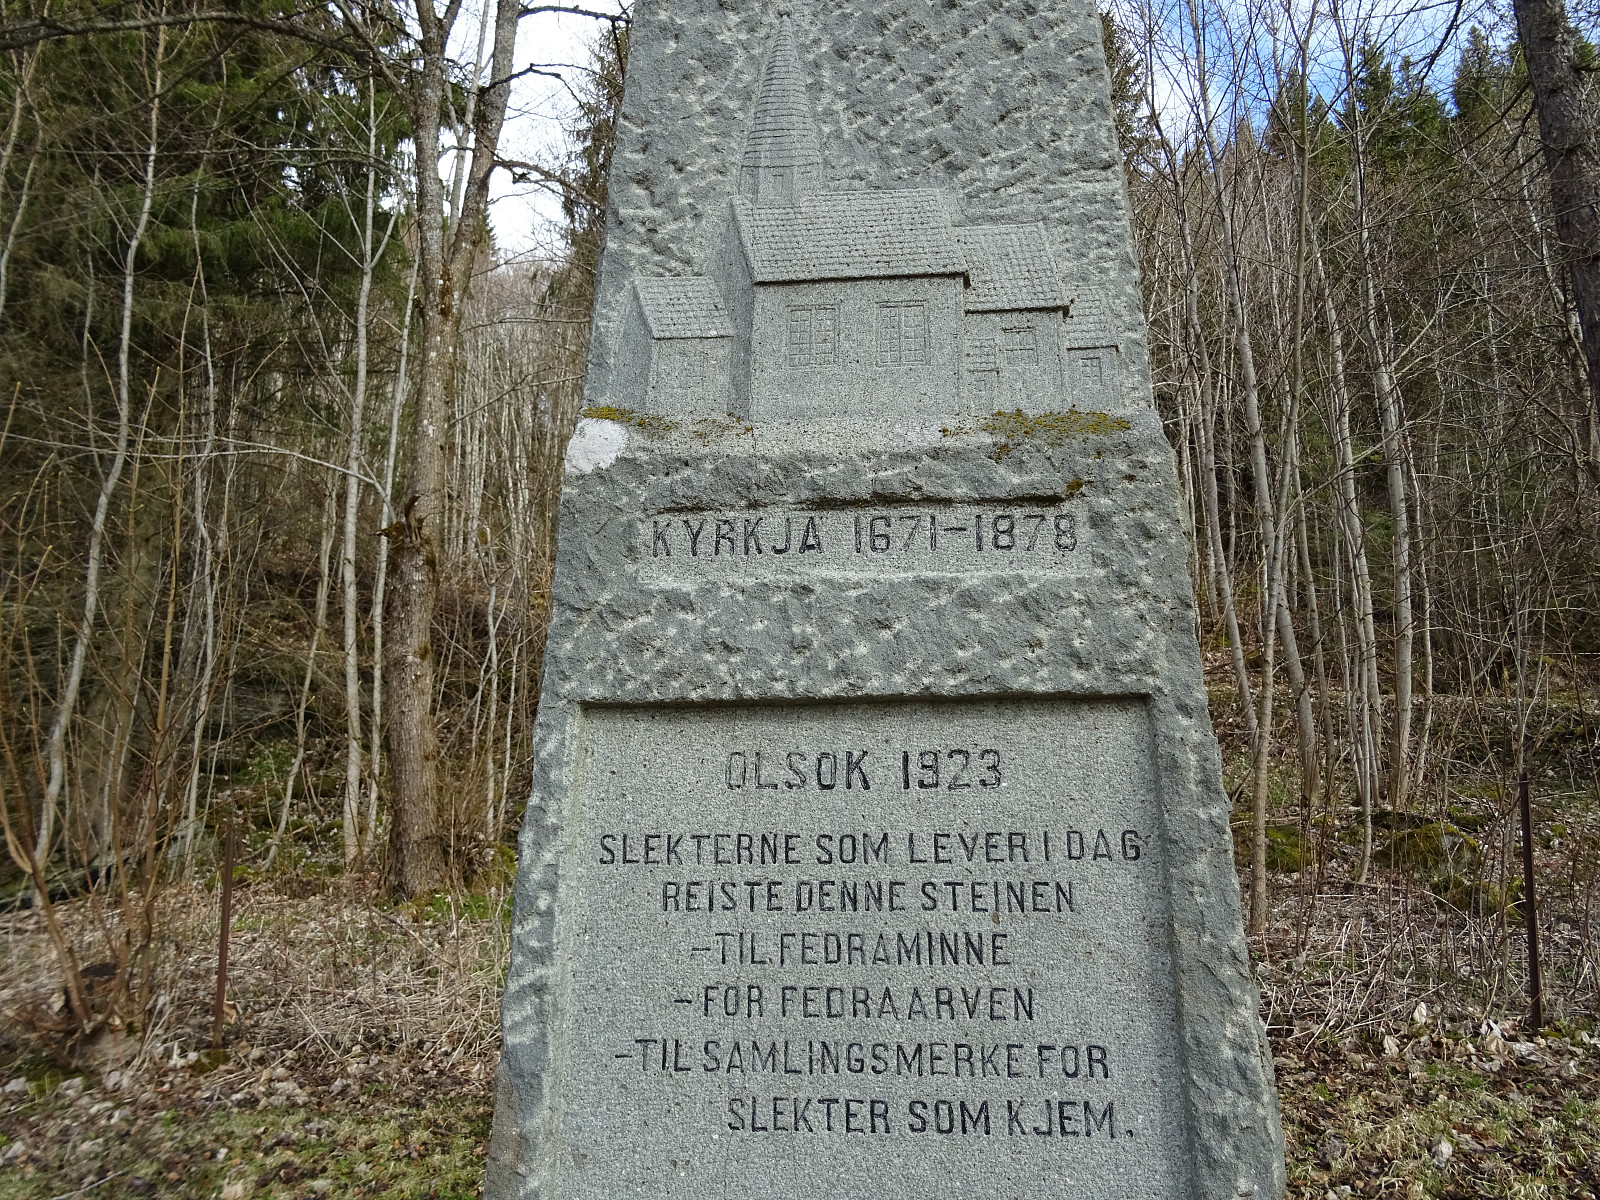 KYRKJA 1671-1878
OLSOK 1923
SLEKTERNE SOM LEVER I DAG
REISTE DENNE STEINEN
-TIL FEDRAMINNE
-FOR FEDRAARVEN
-TIL SAMLINGSMERKE FOR
SLEKTER SOM KJEM.